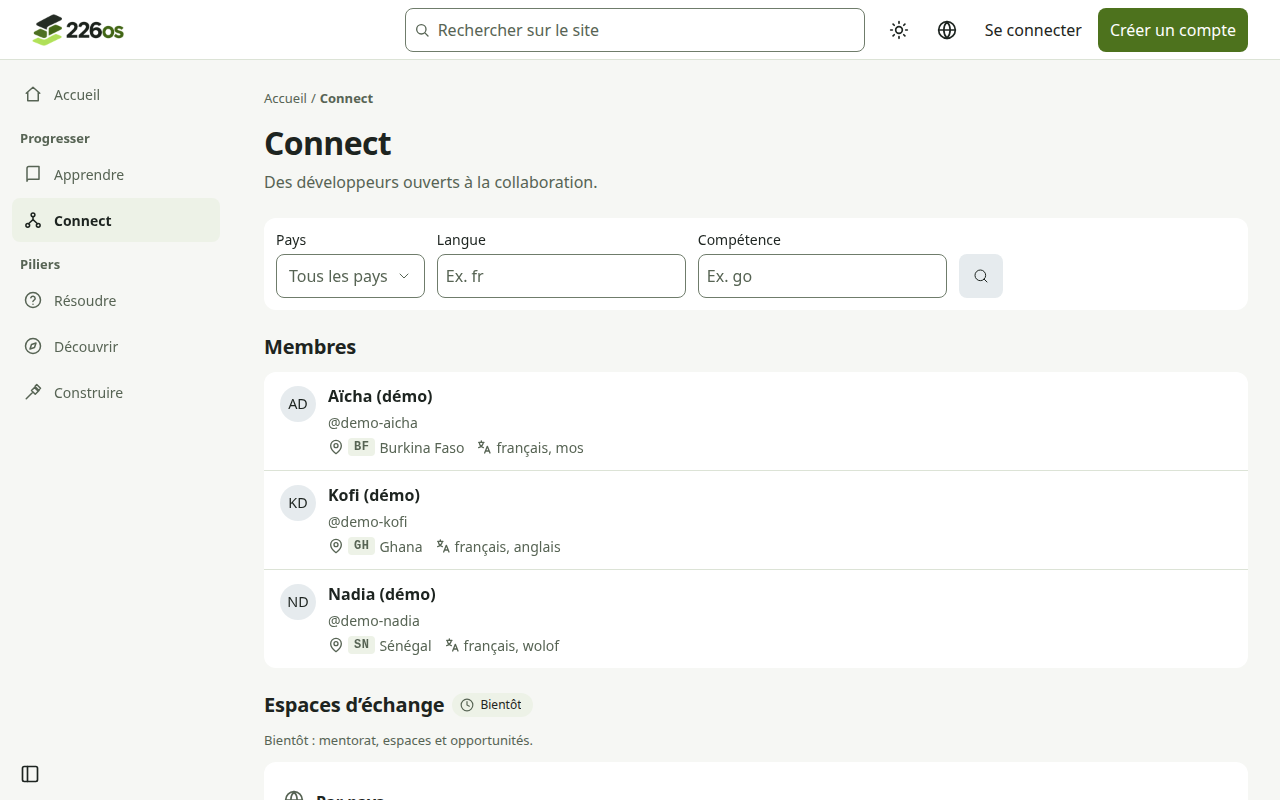 226os
Rechercher sur le site
Se connecter
Créer un compte
Accueil
Progresser
Apprendre
Connect
Piliers
Résoudre
Découvrir
Construire
Accueil / Connect
Connect
Des développeurs ouverts à la collaboration.
Pays
Langue
Compétence
Tous les pays
Ex. fr
Ex. go
Membres
AD
Aïcha (démo)
@demo-aicha
BF Burkina Faso français, mos
KD
Kofi (démo)
@demo-kofi
GH Ghana français, anglais
ND
Nadia (démo)
@demo-nadia
SN Sénégal français, wolof
Espaces d’échange Bientôt
Bientôt : mentorat, espaces et opportunités.
Par pays